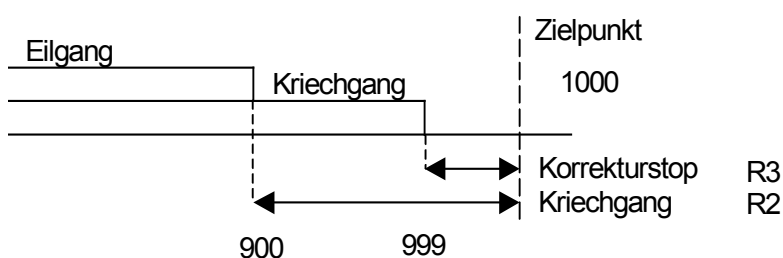 Zielpunkt
Eilgang
Kriechgang 1000
Korrekturstop R3
Kriechgang R2
900 999